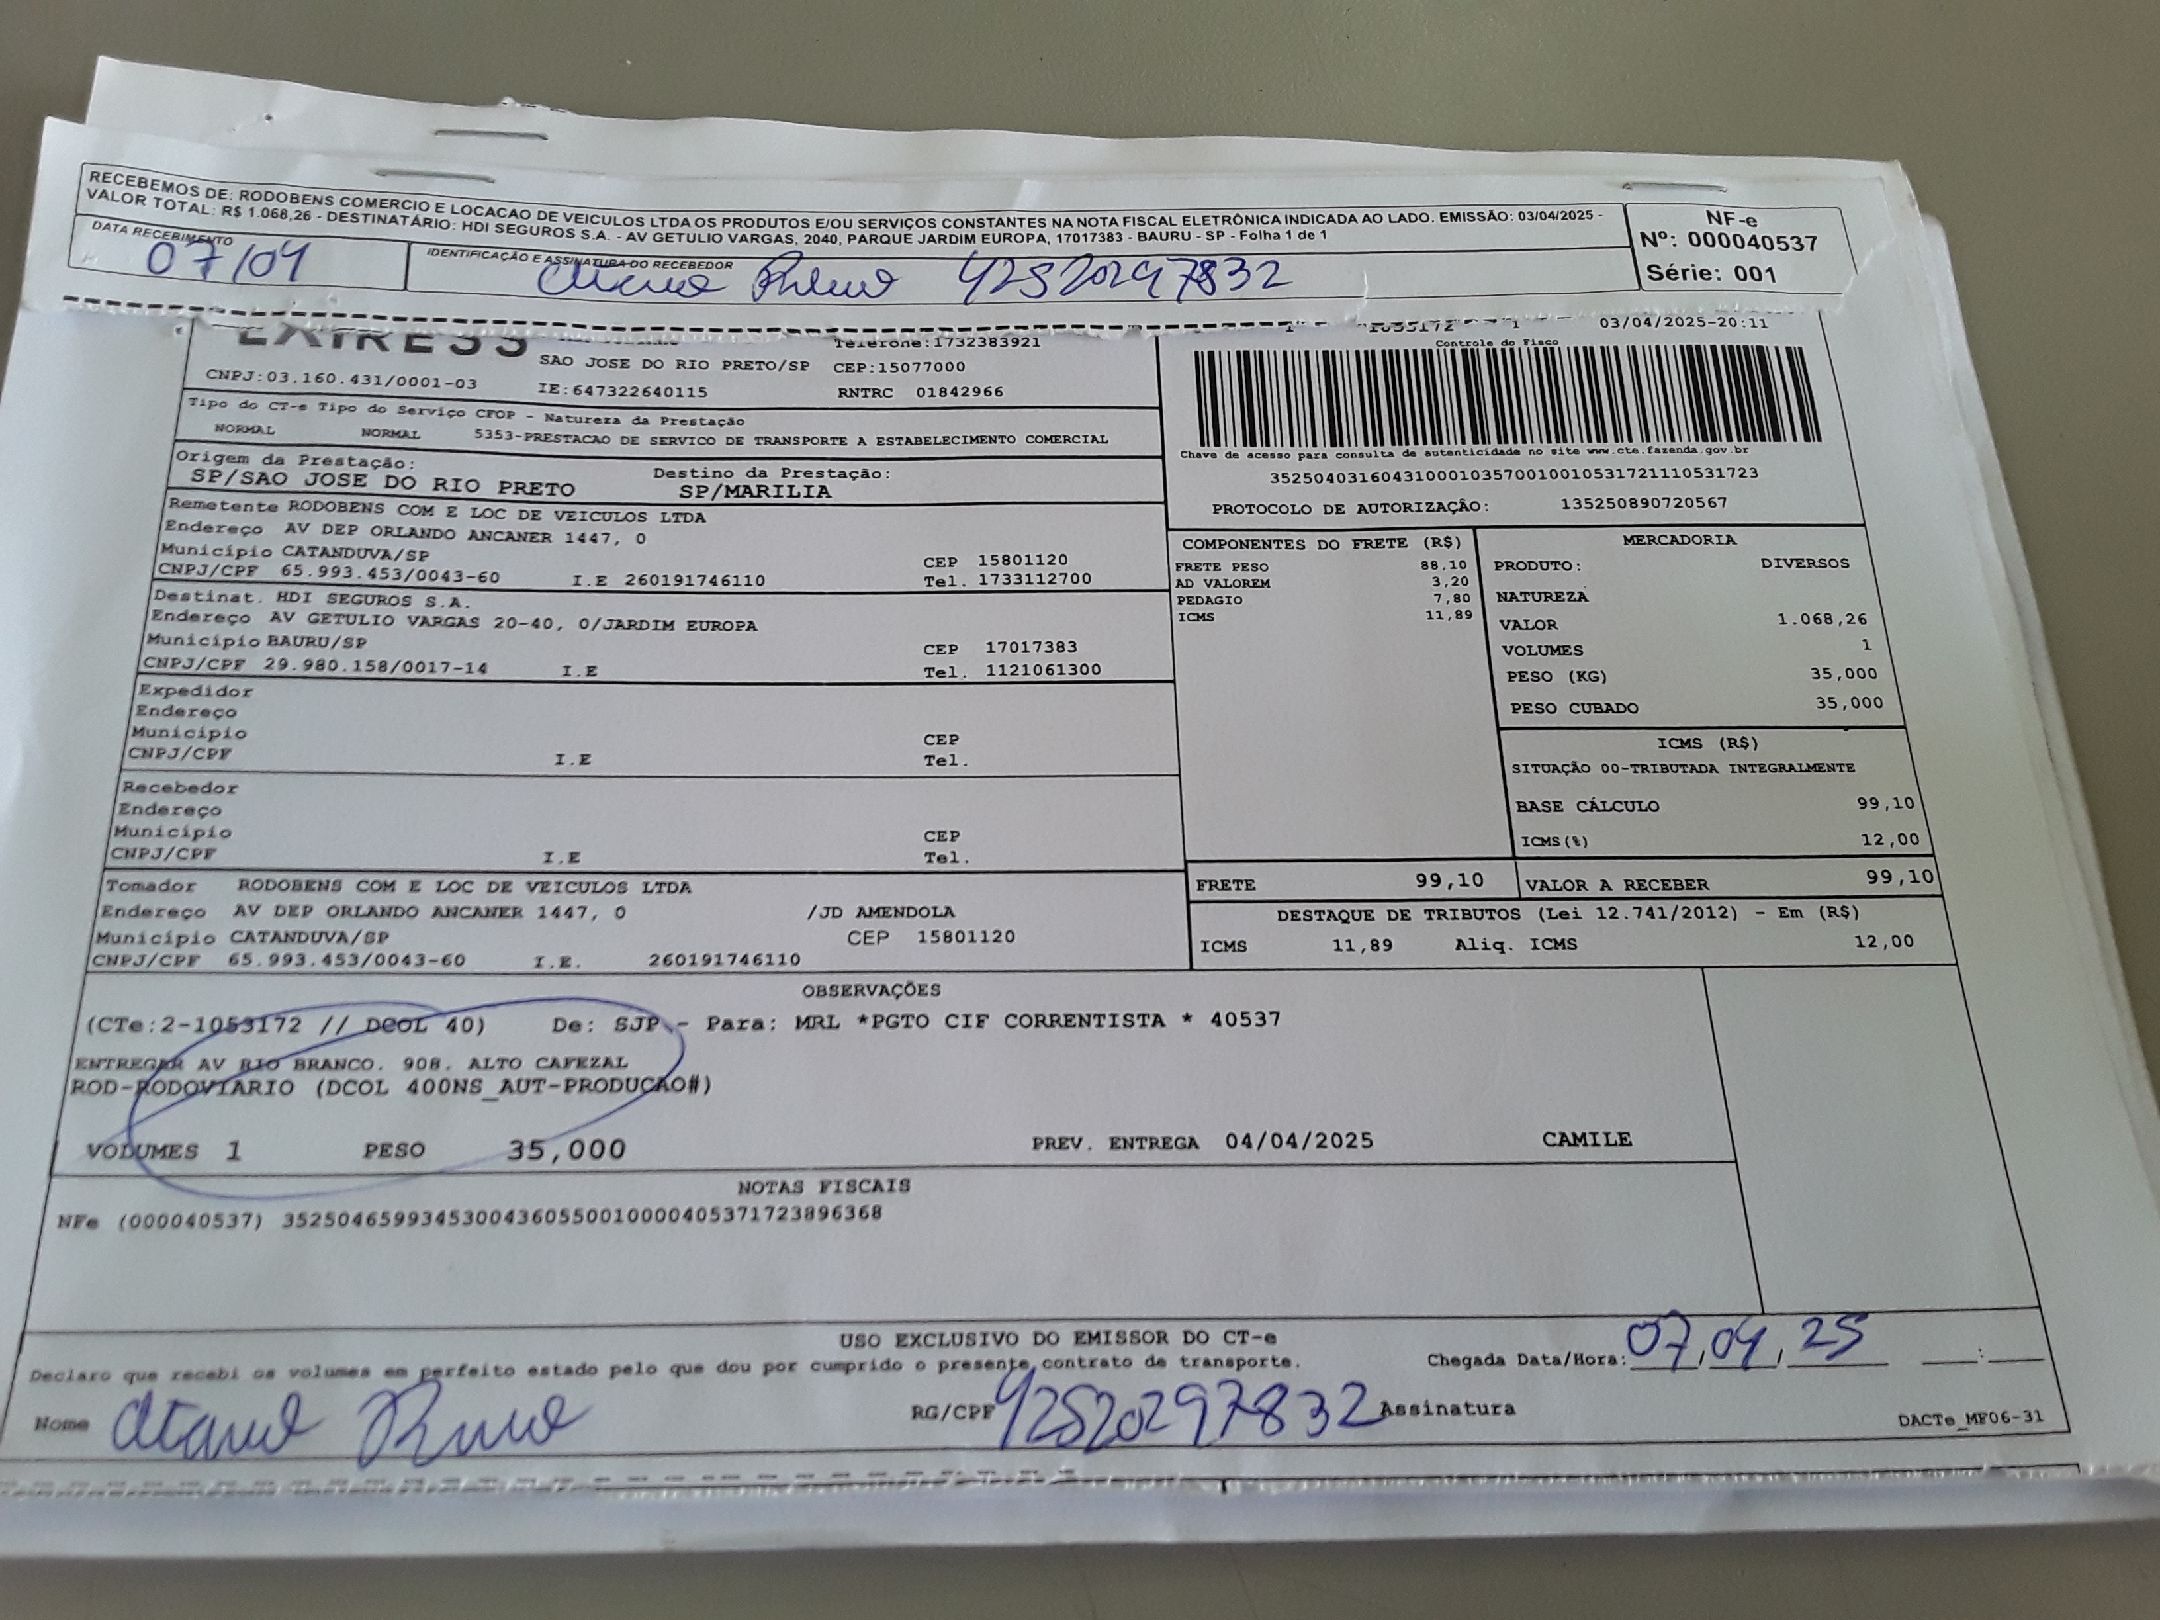 RECEBEMOS DE: RODOBENS COMERCIO E LOCACAO DE VEICULOS LTDA OS PRODUTOS E/OU SERVIÇOS CONSTANTES NA NOTA FISCAL ELETRÔNICA INDICADA AO LADO. EMISSÃO: 03/04/2025 -
VALOR TOTAL: R$ 1.068,26 - DESTINATÁRIO: HDI SEGUROS S.A. - AV GETULIO VARGAS, 2040, PARQUE JARDIM EUROPA, 17017383 - BAURU - SP - Folha 1 de 1
NF-e
Nº: 000040537
Série: 001
DATA RECEBIMENTO
07/04
IDENTIFICAÇÃO E ASSINATURA DO RECEBEDOR
42520297832
EXPRESS
Telefone:1732383921
SAO JOSE DO RIO PRETO/SP CEP:15077000
CNPJ:03.160.431/0001-03 IE:647322640115 RNTRC 01842966
1053172 1 03/04/2025-20:11
Controle do Fisco
Tipo do CT-e Tipo do Serviço CFOP - Natureza da Prestação
NORMAL NORMAL 5353-PRESTACAO DE SERVICO DE TRANSPORTE A ESTABELECIMENTO COMERCIAL
Chave de acesso para consulta de autenticidade no site www.cte.fazenda.gov.br
35250403160431000103570010010531721110531723
PROTOCOLO DE AUTORIZAÇÃO: 135250890720567
Origem da Prestação: Destino da Prestação:
SP/SAO JOSE DO RIO PRETO SP/MARILIA
Remetente RODOBENS COM E LOC DE VEICULOS LTDA
Endereço AV DEP ORLANDO ANCANER 1447, 0
Município CATANDUVA/SP CEP 15801120
CNPJ/CPF 65.993.453/0043-60 I.E 260191746110 Tel. 1733112700
Destinat. HDI SEGUROS S.A.
Endereço AV GETULIO VARGAS 20-40, 0/JARDIM EUROPA
Município BAURU/SP CEP 17017383
CNPJ/CPF 29.980.158/0017-14 I.E Tel. 1121061300
Expedidor
Endereço
Município CEP
CNPJ/CPF I.E Tel.
Recebedor
Endereço
Município CEP
CNPJ/CPF I.E Tel.
Tomador RODOBENS COM E LOC DE VEICULOS LTDA
Endereço AV DEP ORLANDO ANCANER 1447, 0 /JD AMENDOLA
Município CATANDUVA/SP CEP 15801120
CNPJ/CPF 65.993.453/0043-60 I.E. 260191746110
COMPONENTES DO FRETE (R$)
FRETE PESO 88,10
AD VALOREM 3,20
PEDAGIO 7,80
ICMS 11,89
MERCADORIA
PRODUTO: DIVERSOS
NATUREZA
VALOR 1.068,26
VOLUMES 1
PESO (KG) 35,000
PESO CUBADO 35,000
ICMS (R$)
SITUAÇÃO 00-TRIBUTADA INTEGRALMENTE
BASE CÁLCULO 99,10
ICMS(%) 12,00
FRETE 99,10 VALOR A RECEBER 99,10
DESTAQUE DE TRIBUTOS (Lei 12.741/2012) - Em (R$)
ICMS 11,89 Aliq. ICMS 12,00
OBSERVAÇÕES
(CTe:2-1053172 // DCOL 40) De: SJP - Para: MRL *PGTO CIF CORRENTISTA * 40537
ENTREGAR AV RIO BRANCO. 908. ALTO CAFEZAL
ROD-RODOVIARIO (DCOL 400NS_AUT-PRODUCAO#)
VOLUMES 1 PESO 35,000 PREV. ENTREGA 04/04/2025 CAMILE
NOTAS FISCAIS
NFe (000040537) 35250465993453004360550010000405371723896368
USO EXCLUSIVO DO EMISSOR DO CT-e
Declaro que recebi os volumes em perfeito estado pelo que dou por cumprido o presente contrato de transporte. Chegada Data/Hora: 07,04,25 :
Nome RG/CPF 42520297832 Assinatura
DACTe_MF06-31